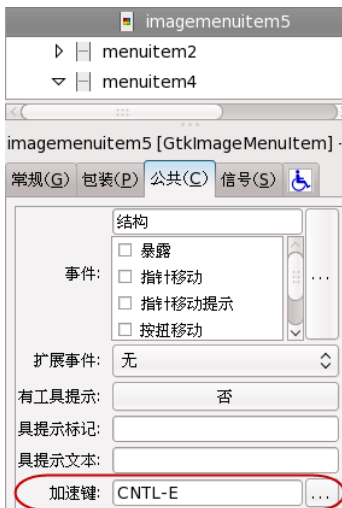 imagemenuitem5
menuitem2
menuitem4
imagemenuitem5 [GtkImageMenuItem] -
常规(G) 包装(P) 公共(C) 信号(S)
结构
事件:
暴露
指针移动
指针移动提示
按扭移动
...
扩展事件: 无
有工具提示: 否
具提示标记:
具提示文本:
加速键: CNTL-E ...